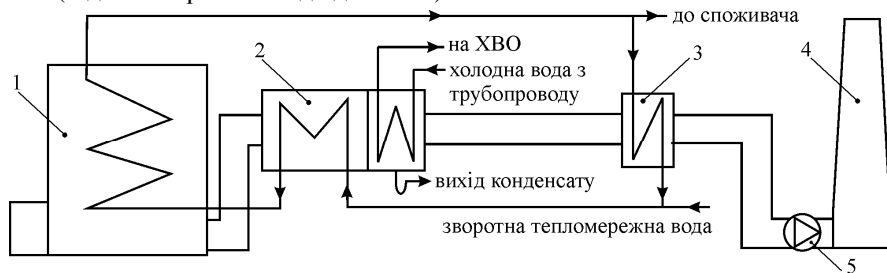 до споживача
на ХВО
холодна вода з
трубопроводу
1
2
3
4
вихід конденсату
зворотна тепломережна вода
5